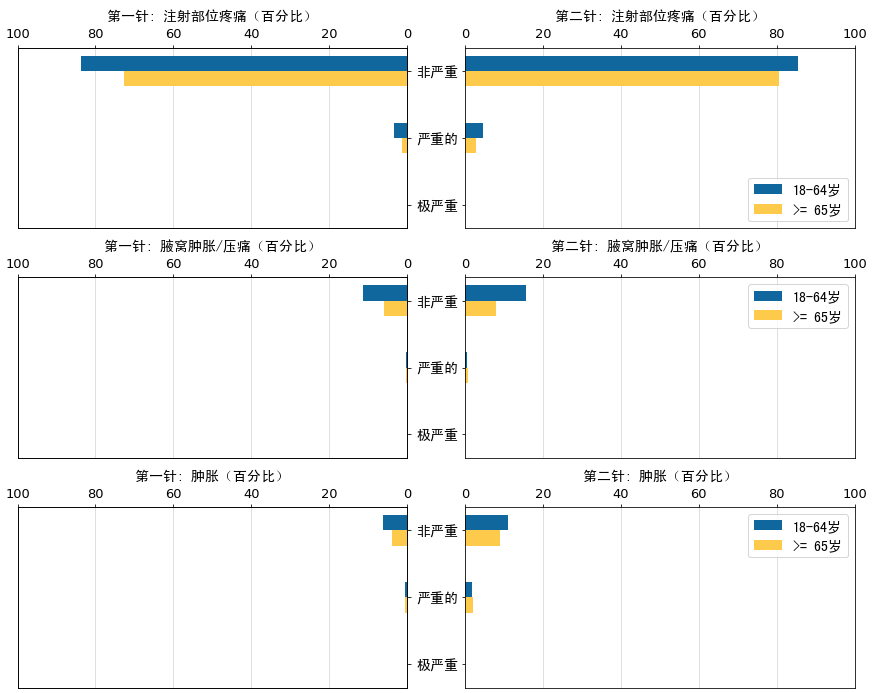 第一针: 注射部位疼痛（百分比）
第二针: 注射部位疼痛（百分比）
100 80 60 40 20 0
0 20 40 60 80 100
非严重
严重的
极严重
18-64岁
>= 65岁
第一针: 腋窝肿胀/压痛（百分比）
第二针: 腋窝肿胀/压痛（百分比）
100 80 60 40 20 0
0 20 40 60 80 100
非严重
严重的
极严重
18-64岁
>= 65岁
第一针: 肿胀（百分比）
第二针: 肿胀（百分比）
100 80 60 40 20 0
0 20 40 60 80 100
非严重
严重的
极严重
18-64岁
>= 65岁